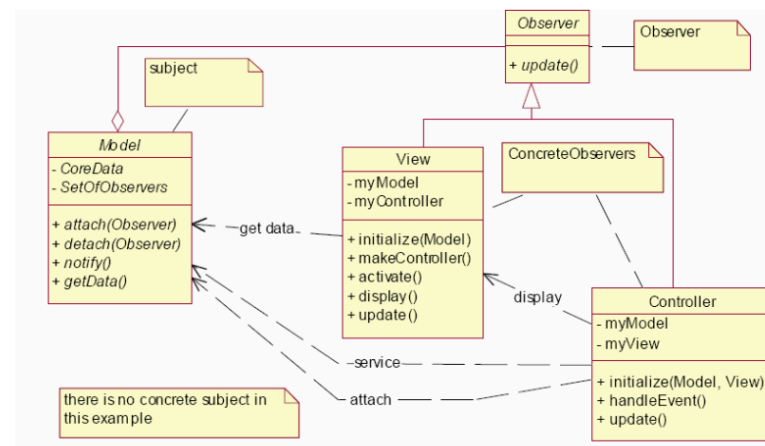 Observer
+ update()
Observer
subject
Model
- CoreData
- SetOfObservers
+ attach(Observer)
+ detach(Observer)
+ notify()
+ getData()
View
- myModel
- myController
+ initialize(Model)
+ makeController()
+ activate()
+ display()
+ update()
ConcreteObservers
get data
display
Controller
- myModel
- myView
+ initialize(Model, View)
+ handleEvent()
+ update()
service
attach
there is no concrete subject in
this example